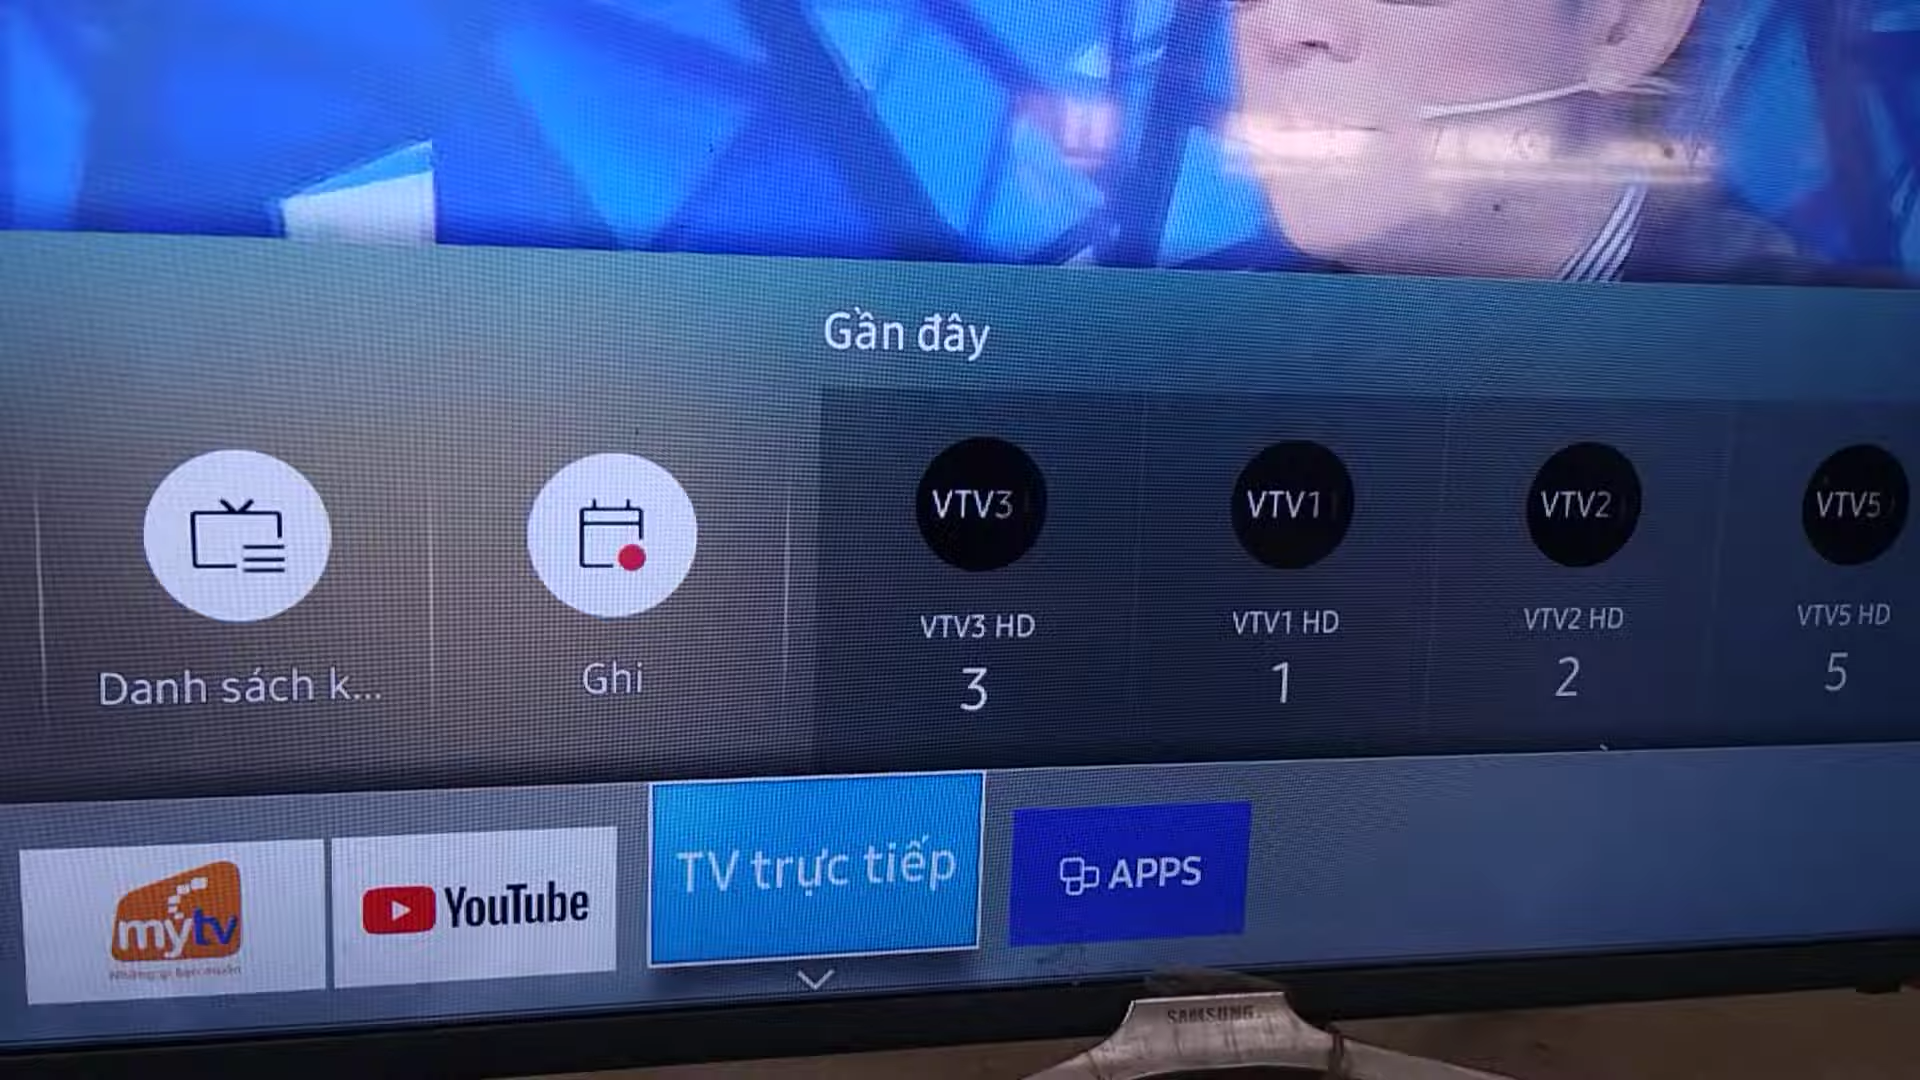 Gần đây
VTV3
VTV1
VTV2
VTV5
VTV3 HD
VTV1 HD
VTV2 HD
VTV5 HD
Danh sách k...
Ghi
3
1
2
5
mytv
YouTube
TV trực tiếp
APPS
SAMSUNG